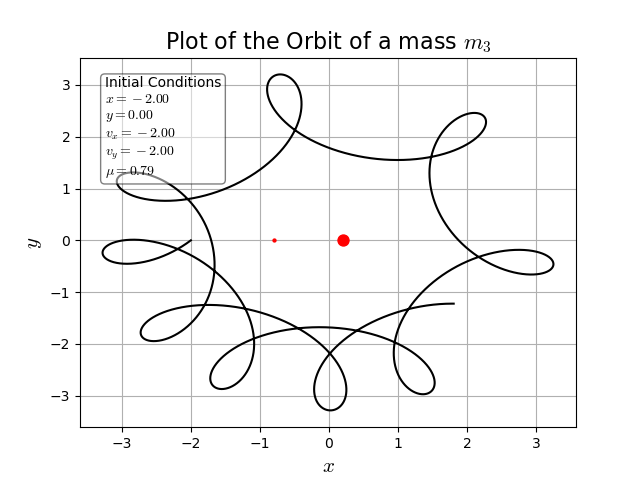 Plot of the Orbit of a mass m₃
Initial Conditions
x = −2.00
y = 0.00
vₓ = −2.00
v_y = −2.00
μ = 0.79
y
3
2
1
0
−1
−2
−3
−3 −2 −1 0 1 2 3
x